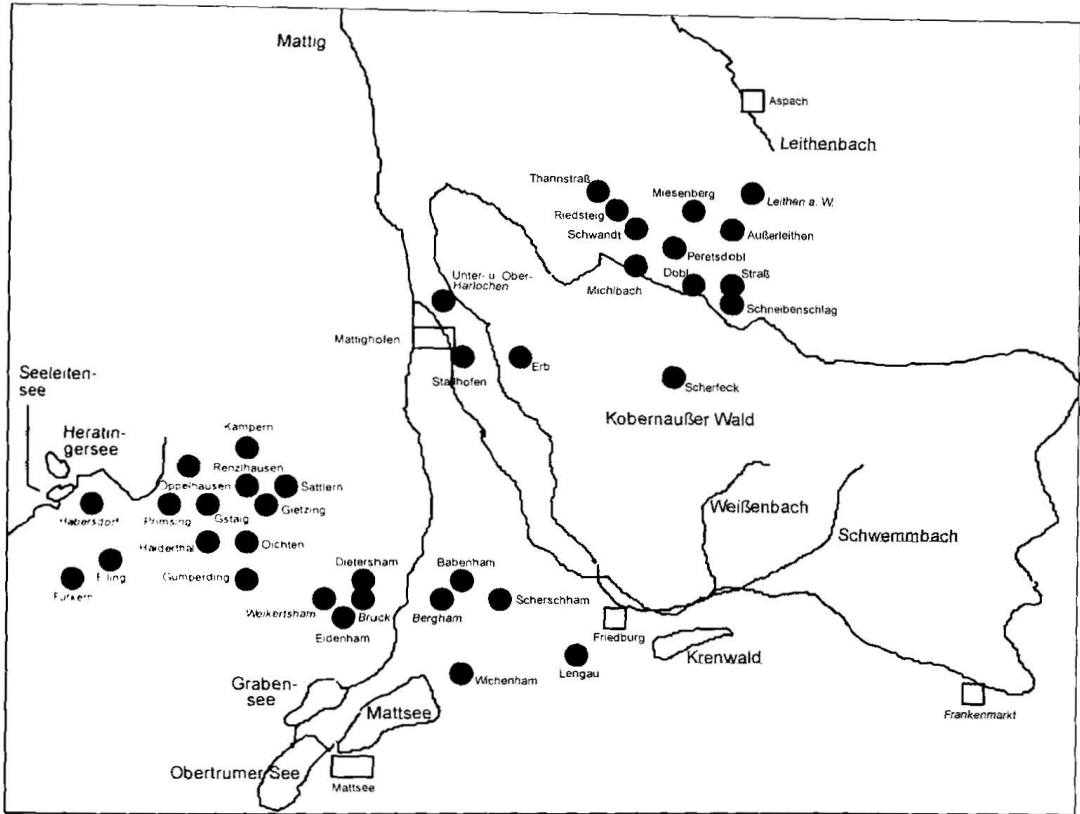 Mattig
Aspach
Leithenbach
Thannstraß
Miesenberg
Leithen a. W.
Riedsteig
Schwandt
Außerleithen
Peretsdobl
Dobl
Straß
Michlbach
Unter- u. Ober-
Harlochen
Schneibenschlag
Mattighofen
Erb
Stallhofen
Scherfeck
Seeleiten-
see
Kobernaußer Wald
Heratin-
gersee
Kampern
Renzlhausen
Oppelhausen
Sattlern
Gietzing
Habersdorf
Primsing
Gstaig
Weißenbach
Schwemmbach
Haiderthal
Oichten
Dietersham
Babenham
Furkern
Gumperding
Scherschham
Weikertsham
Bruck
Bergham
Eidenham
Friedburg
Krenwald
Lengau
Wichenham
Graben-
see
Mattsee
Frankenmarkt
Obertrumer See
Mattsee